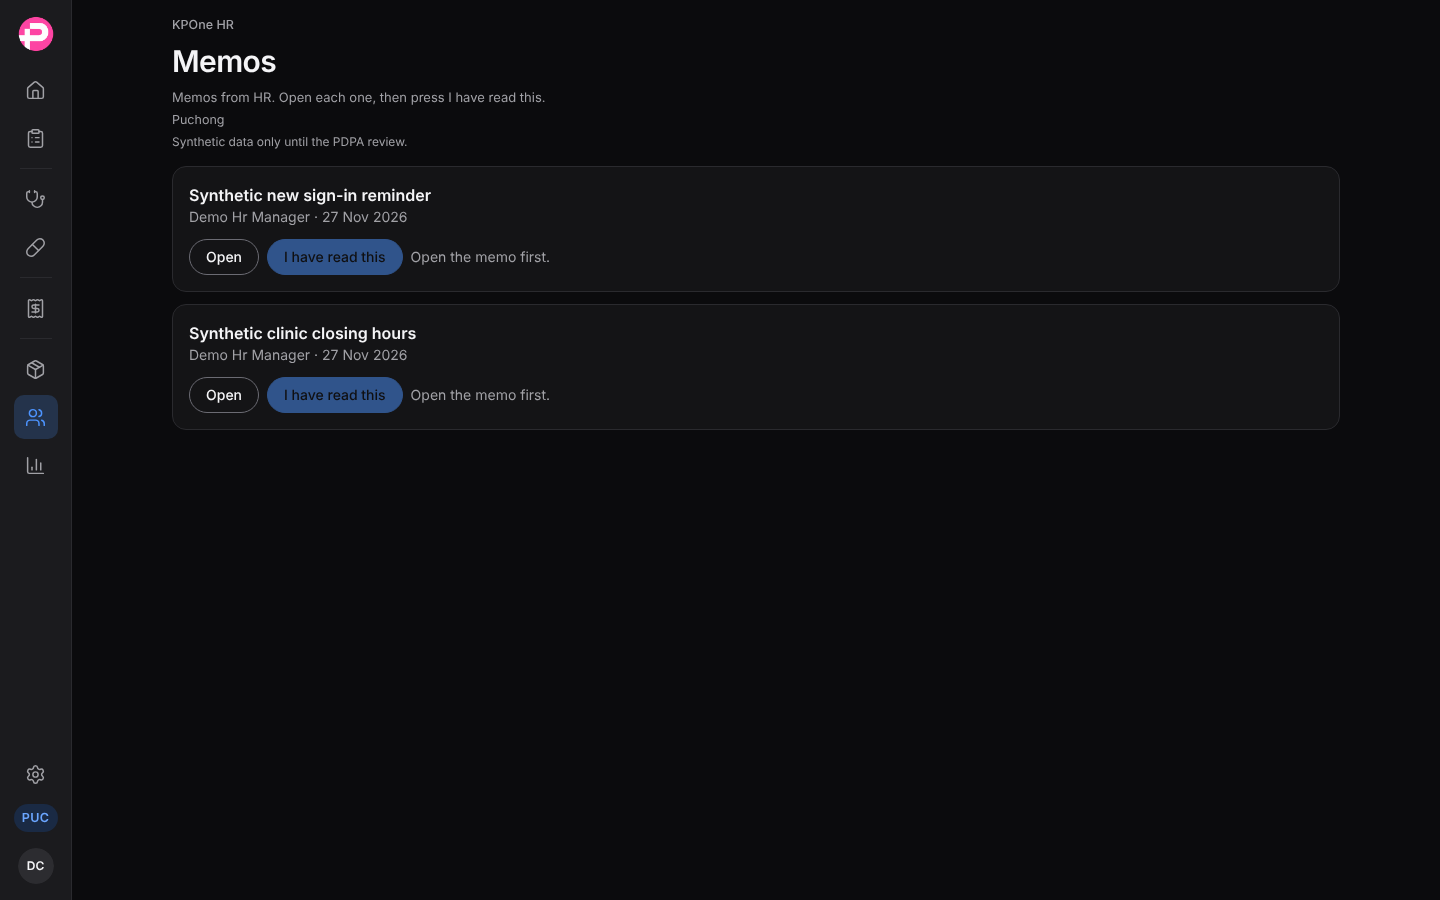 KPOne HR
Memos
Memos from HR. Open each one, then press I have read this.
Puchong
Synthetic data only until the PDPA review.
Synthetic new sign-in reminder
Demo Hr Manager · 27 Nov 2026
Open I have read this Open the memo first.
Synthetic clinic closing hours
Demo Hr Manager · 27 Nov 2026
Open I have read this Open the memo first.
PUC
DC